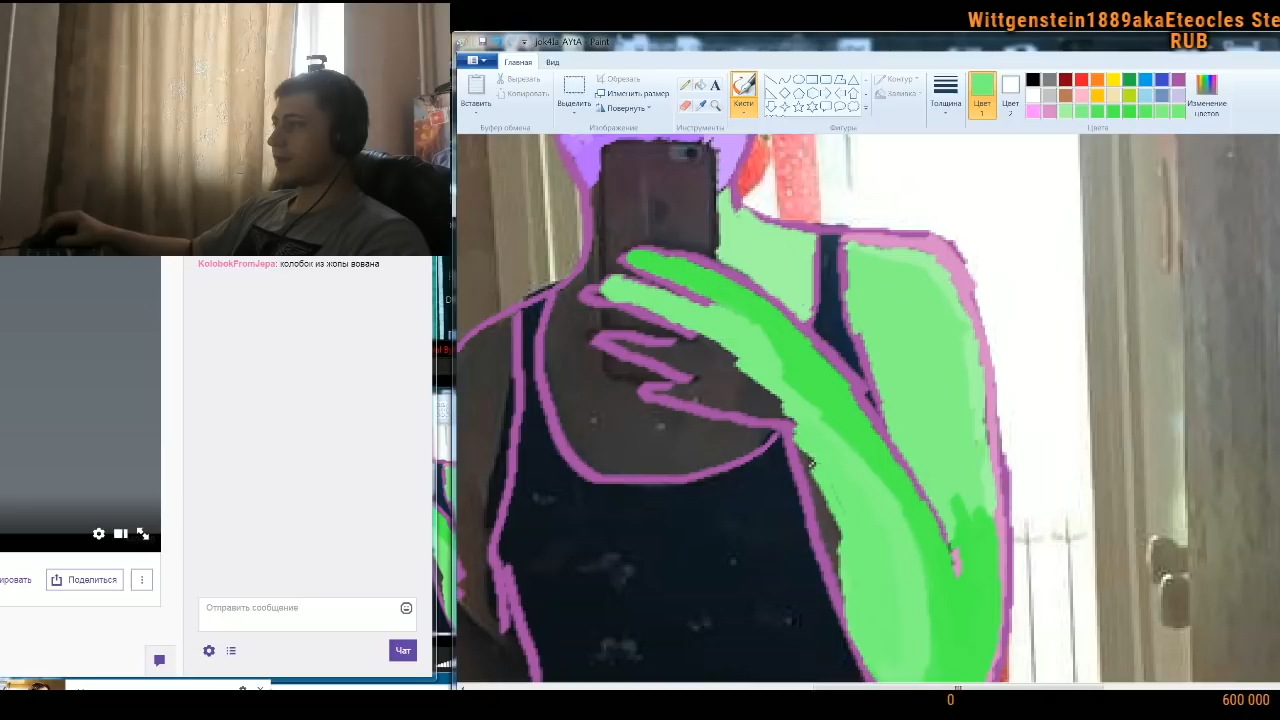 Wittgenstein1889akaEteocles Ste
RUB
jok4la_AYtA - Paint
Главная
Вид
Вставить
Вырезать
Копировать
Буфер обмена
Выделить
Обрезать
Изменить размер
Повернуть
Изображение
Инструменты
Кисти
Контур
Заливка
Фигуры
Толщина
Цвет 1
Цвет 2
Изменение цветов
Цвета
KolobokFromJepa: колобок из жопы вована
ировать
Поделиться
Отправить сообщение
Чат
0
600 000